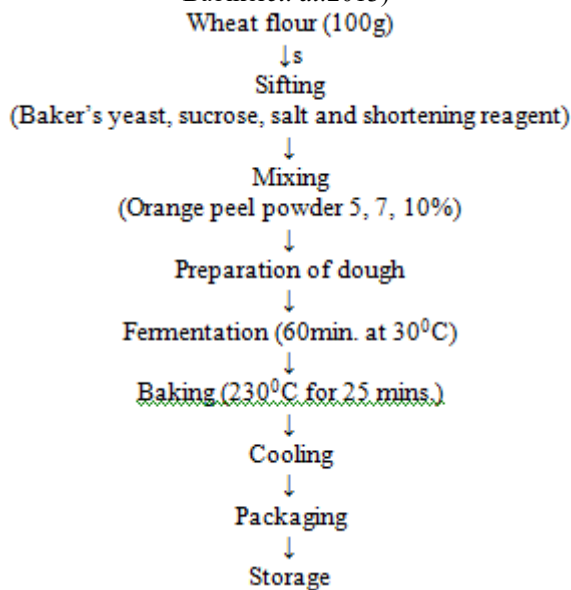 Wheat flour (100g)
↓s
Sifting
(Baker's yeast, sucrose, salt and shortening reagent)
↓
Mixing
(Orange peel powder 5, 7, 10%)
↓
Preparation of dough
↓
Fermentation (60min. at 30⁰C)
↓
Baking (230⁰C for 25 mins.)
↓
Cooling
↓
Packaging
↓
Storage